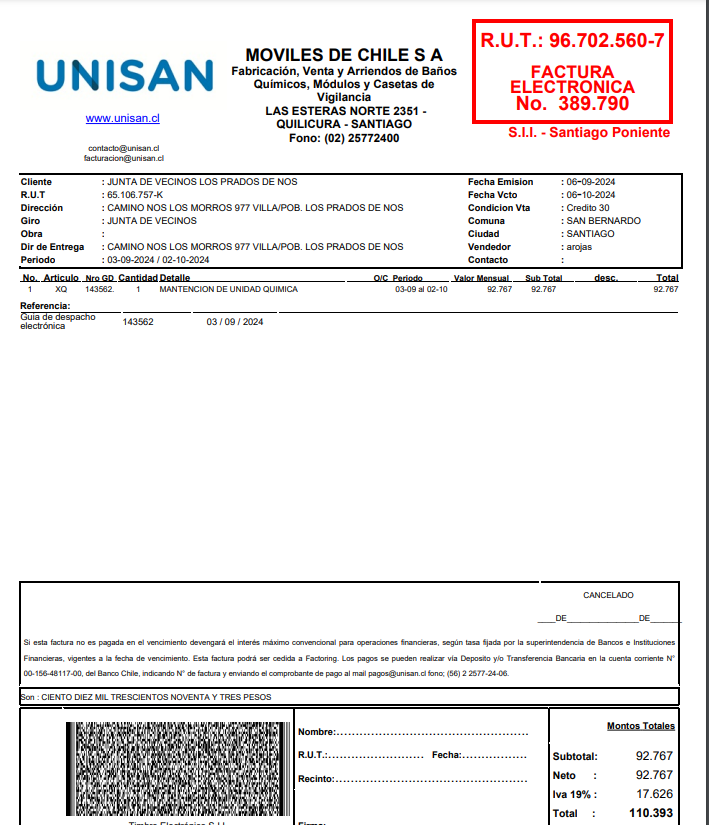 UNISAN
www.unisan.cl
contacto@unisan.cl
facturacion@unisan.cl
MOVILES DE CHILE S A
Fabricación, Venta y Arriendos de Baños
Químicos, Módulos y Casetas de
Vigilancia
LAS ESTERAS NORTE 2351 -
QUILICURA - SANTIAGO
Fono: (02) 25772400
R.U.T.: 96.702.560-7
FACTURA
ELECTRONICA
No. 389.790
S.I.I. - Santiago Poniente
Cliente : JUNTA DE VECINOS LOS PRADOS DE NOS Fecha Emision : 06-09-2024
R.U.T : 65.106.757-K Fecha Vcto : 06-10-2024
Dirección : CAMINO NOS LOS MORROS 977 VILLA/POB. LOS PRADOS DE NOS Condicion Vta : Credito 30
Giro : JUNTA DE VECINOS Comuna : SAN BERNARDO
Obra : Ciudad : SANTIAGO
Dir de Entrega : CAMINO NOS LOS MORROS 977 VILLA/POB. LOS PRADOS DE NOS Vendedor : arojas
Periodo : 03-09-2024 / 02-10-2024 Contacto :
No. Articulo Nro GD Cantidad Detalle O/C Periodo Valor Mensual Sub Total desc. Total
1 XQ 143562. 1 MANTENCION DE UNIDAD QUIMICA 03-09 al 02-10 92.767 92.767 92.767
Referencia:
Guia de despacho
electrónica 143562 03 / 09 / 2024
CANCELADO
____DE________________DE_______
Si esta factura no es pagada en el vencimiento devengará el interés máximo convencional para operaciones financieras, según tasa fijada por la superintendencia de Bancos e Instituciones
Financieras, vigentes a la fecha de vencimiento. Esta factura podrá ser cedida a Factoring. Los pagos se pueden realizar vía Deposito y/o Transferencia Bancaria en la cuenta corriente N°
00-156-48117-00, del Banco Chile, indicando N° de factura y enviando el comprobante de pago al mail pagos@unisan.cl fono; (56) 2 2577-24-06.
Son : CIENTO DIEZ MIL TRESCIENTOS NOVENTA Y TRES PESOS
Nombre:................................................
R.U.T.:........................ Fecha:................
Recinto:................................................
Firma:
Montos Totales
Subtotal: 92.767
Neto : 92.767
Iva 19% : 17.626
Total : 110.393
Timbre Electrónico S.I.I.